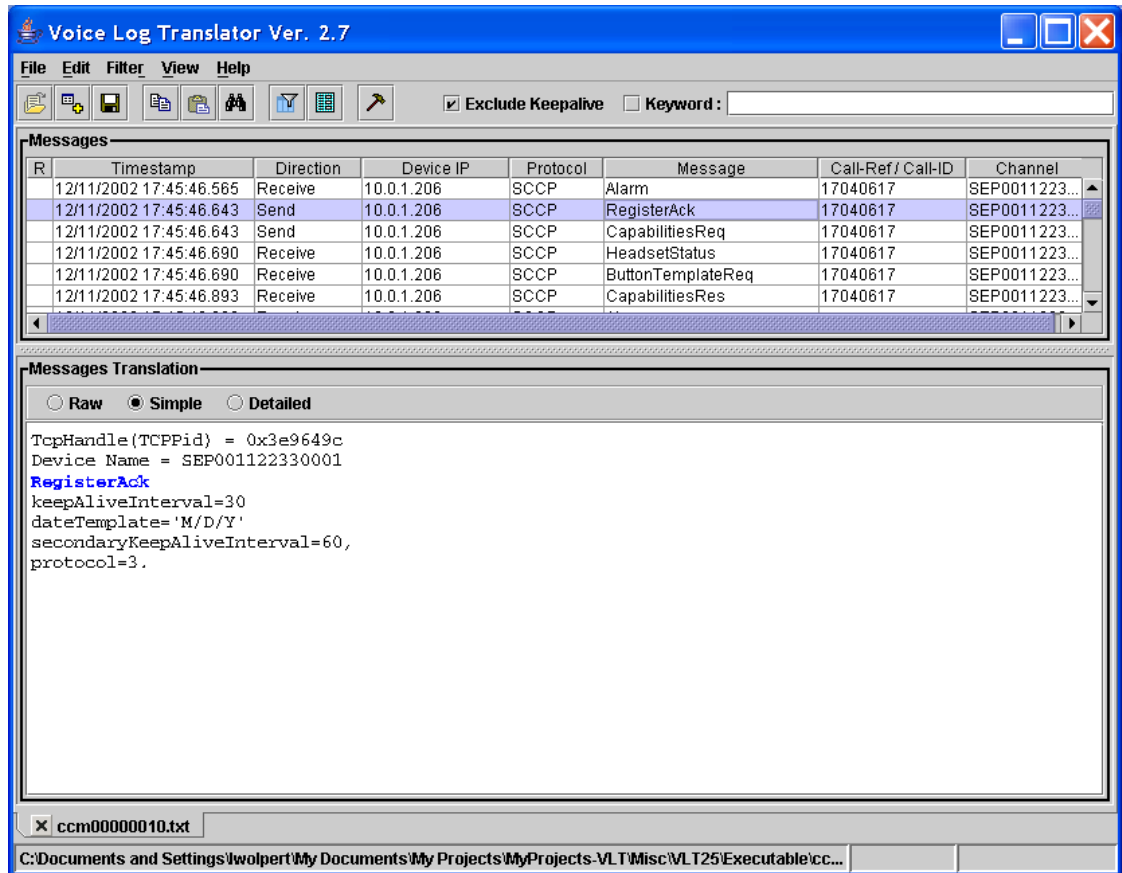 Voice Log Translator Ver. 2.7
File Edit Filter View Help
Exclude Keepalive Keyword :
Messages
R Timestamp Direction Device IP Protocol Message Call-Ref / Call-ID Channel
12/11/2002 17:45:46.565 Receive 10.0.1.206 SCCP Alarm 17040617 SEP0011223...
12/11/2002 17:45:46.643 Send 10.0.1.206 SCCP RegisterAck 17040617 SEP0011223...
12/11/2002 17:45:46.643 Send 10.0.1.206 SCCP CapabilitiesReq 17040617 SEP0011223...
12/11/2002 17:45:46.690 Receive 10.0.1.206 SCCP HeadsetStatus 17040617 SEP0011223...
12/11/2002 17:45:46.690 Receive 10.0.1.206 SCCP ButtonTemplateReq 17040617 SEP0011223...
12/11/2002 17:45:46.893 Receive 10.0.1.206 SCCP CapabilitiesRes 17040617 SEP0011223...
Messages Translation
Raw Simple Detailed
TcpHandle(TCPPid) = 0x3e9649c
Device Name = SEP001122330001
RegisterAck
keepAliveInterval=30
dateTemplate='M/D/Y'
secondaryKeepAliveInterval=60,
protocol=3.
ccm00000010.txt
C:\Documents and Settings\lwolpert\My Documents\My Projects\MyProjects-VLT\Misc\VLT25\Executable\cc...